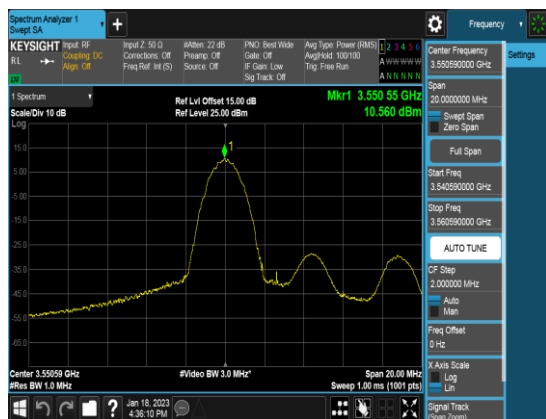 Spectrum Analyzer 1
Swept SA
Frequency
KEYSIGHT
Input: RF
Input Z: 50 Ω
#Atten: 22 dB
PNO: Best Wide
Avg Type: Power (RMS)
1 2 3 4 5 6
RL
Coupling: DC
Corrections: Off
Preamp: Off
Gate: Off
Avg|Hold: 100/100
A W W W W W
Align: Off
Freq Ref: Int (S)
Source: Off
IF Gain: Low
Trig: Free Run
Sig Track: Off
A N N N N N
1 Spectrum
Ref Lvl Offset 15.00 dB
Mkr1 3.550 55 GHz
Scale/Div 10 dB
Ref Level 25.00 dBm
10.560 dBm
Log
1
15.0
5.00
-5.00
-15.0
-25.0
-35.0
-45.0
-55.0
-65.0
Center 3.55059 GHz
#Video BW 3.0 MHz*
Span 20.00 MHz
#Res BW 1.0 MHz
Sweep 1.00 ms (1001 pts)
Jan 18, 2023
4:36:10 PM
Center Frequency
3.550590000 GHz
Settings
Span
20.0000000 MHz
Swept Span
Zero Span
Full Span
Start Freq
3.540590000 GHz
Stop Freq
3.560590000 GHz
AUTO TUNE
CF Step
2.000000 MHz
Auto
Man
Freq Offset
0 Hz
X Axis Scale
Log
Lin
Signal Track
(Span Zoom)